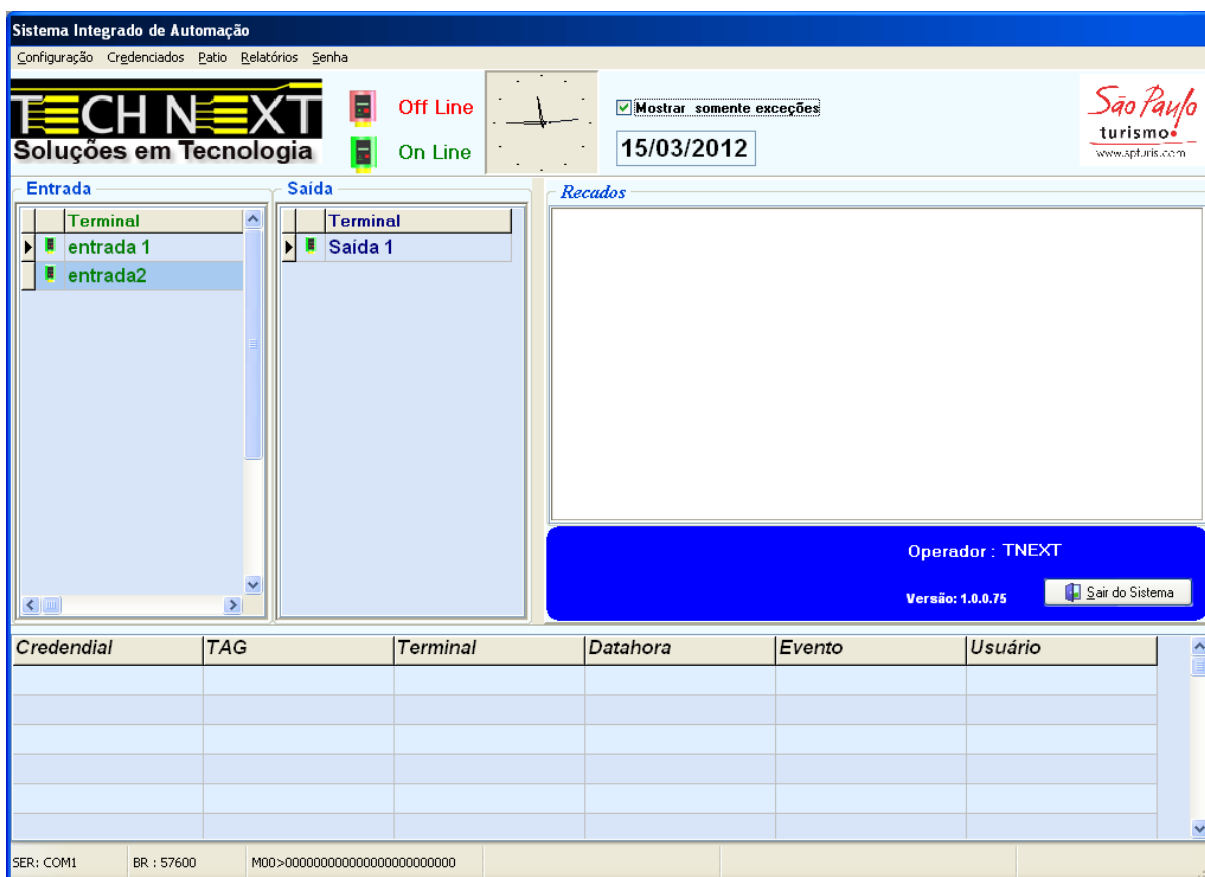 Sistema Integrado de Automação
Configuração Credenciados Patio Relatórios Senha
TECH NEXT
Soluções em Tecnologia
Off Line
On Line
Mostrar somente exceções
15/03/2012
São Paulo
turismo
www.spturis.com
Entrada
Terminal
entrada 1
entrada2
Saída
Terminal
Saída 1
Recados
Operador : TNEXT
Versão: 1.0.0.75
Sair do Sistema
Credendial TAG Terminal Datahora Evento Usuário
SER: COM1 BR : 57600 M00>000000000000000000000000